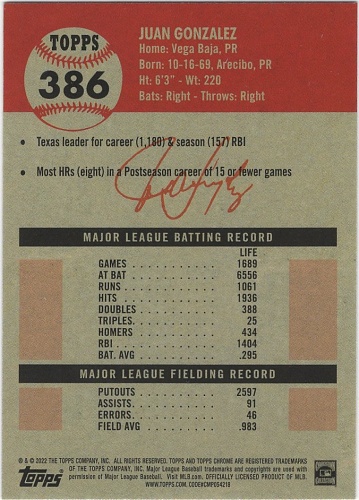 TOPPS
386
JUAN GONZALEZ
Home: Vega Baja, PR
Born: 10-16-69, Arecibo, PR
Ht: 6'3" - Wt: 220
Bats: Right - Throws: Right
• Texas leader for career (1,180) & season (157) RBI
• Most HRs (eight) in a Postseason career of 15 or fewer games
MAJOR LEAGUE BATTING RECORD
LIFE
GAMES . . . . . . . . . . 1689
AT BAT . . . . . . . . . . 6556
RUNS . . . . . . . . . . 1061
HITS . . . . . . . . . . 1936
DOUBLES . . . . . . . . . . 388
TRIPLES . . . . . . . . . . 25
HOMERS . . . . . . . . . . 434
RBI . . . . . . . . . . 1404
BAT. AVG . . . . . . . . . . .295
MAJOR LEAGUE FIELDING RECORD
PUTOUTS . . . . . . . . . . 2597
ASSISTS . . . . . . . . . . 91
ERRORS. . . . . . . . . . 46
FIELD AVG . . . . . . . . . . .983
® & © 2022 THE TOPPS COMPANY, INC. ALL RIGHTS RESERVED. TOPPS AND TOPPS CHROME ARE REGISTERED
TRADEMARKS OF THE TOPPS COMPANY, INC. Major League Baseball trademarks and copyrights are used with permission
of Major League Baseball. Visit MLB.com. OFFICIALLY LICENSED PRODUCT OF MLB.
WWW.TOPPS.COM. CODE#CMP094210
Topps